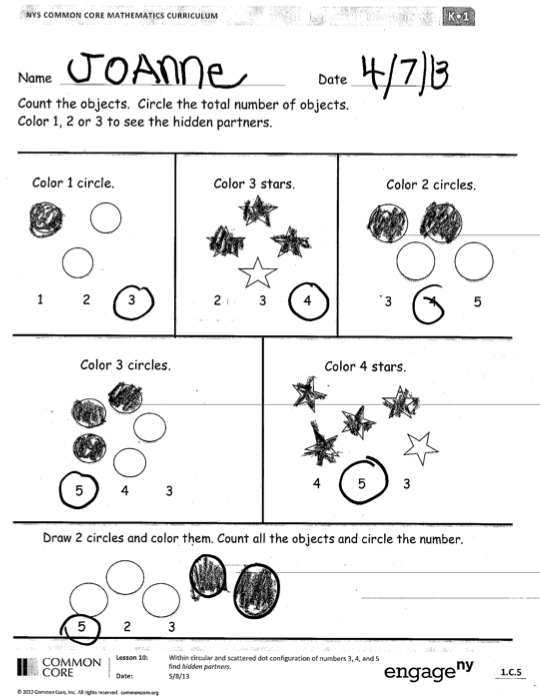 NYS COMMON CORE MATHEMATICS CURRICULUM K•1
Name JOAnne Date 4/7/13
Count the objects. Circle the total number of objects.
Color 1, 2 or 3 to see the hidden partners.
Color 1 circle. Color 3 stars. Color 2 circles.
1 2 3 2 3 4 3 4 5
Color 3 circles. Color 4 stars.
5 4 3 4 5 3
Draw 2 circles and color them. Count all the objects and circle the number.
5 2 3
COMMON CORE
Lesson 10: Within circular and scattered dot configuration of numbers 3, 4, and 5
find hidden partners.
Date: 5/8/13
engageny
1.C.5
© 2012 Common Core, Inc. All rights reserved. commoncore.org